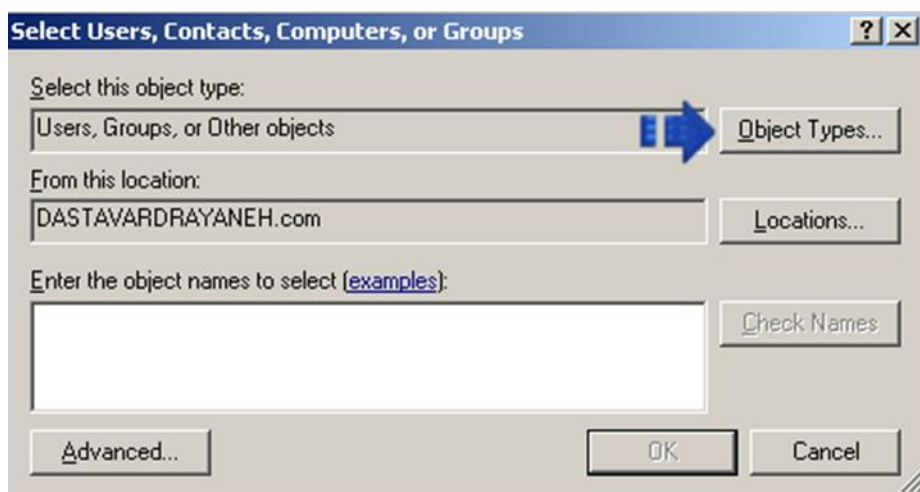 Select Users, Contacts, Computers, or Groups
Select this object type:
Users, Groups, or Other objects
Object Types...
From this location:
DASTAVARDRAYANEH.com
Locations...
Enter the object names to select (examples):
Check Names
Advanced...
OK
Cancel